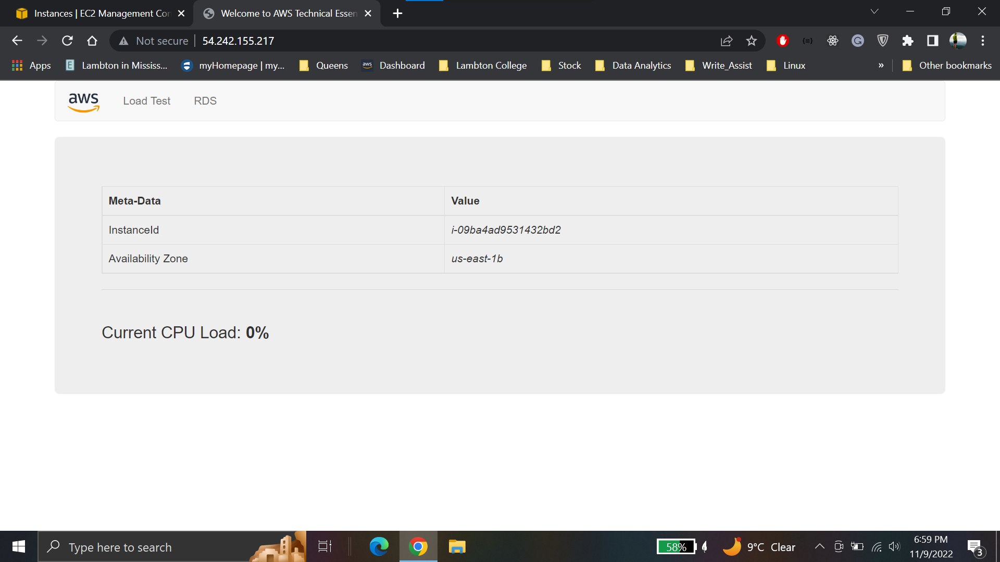 Instances | EC2 Management Con
Welcome to AWS Technical Essen
Not secure 54.242.155.217
Apps Lambton in Mississ... myHomepage | my... Queens aws Dashboard Lambton College Stock Data Analytics Write_Assist Linux » Other bookmarks
aws Load Test RDS
Meta-Data Value
InstanceId i-09ba4ad9531432bd2
Availability Zone us-east-1b
Current CPU Load: 0%
Type here to search
58%
9°C Clear
6:59 PM
11/9/2022
3